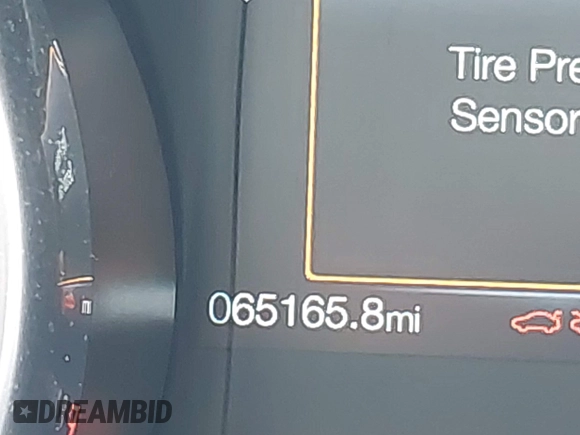 Tire Pre
Sensor
065165.8mi
E
DREAMBID